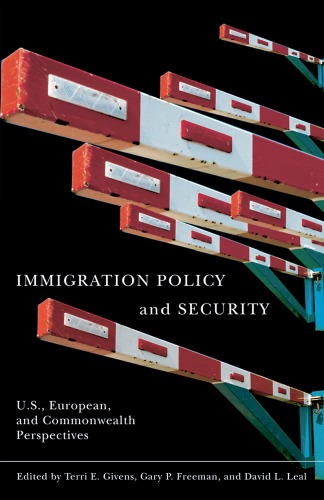 IMMIGRATION POLICY
and SECURITY
U.S., European,
and Commonwealth
Perspectives
Edited by Terri E. Givens, Gary P. Freeman, and David L. Leal